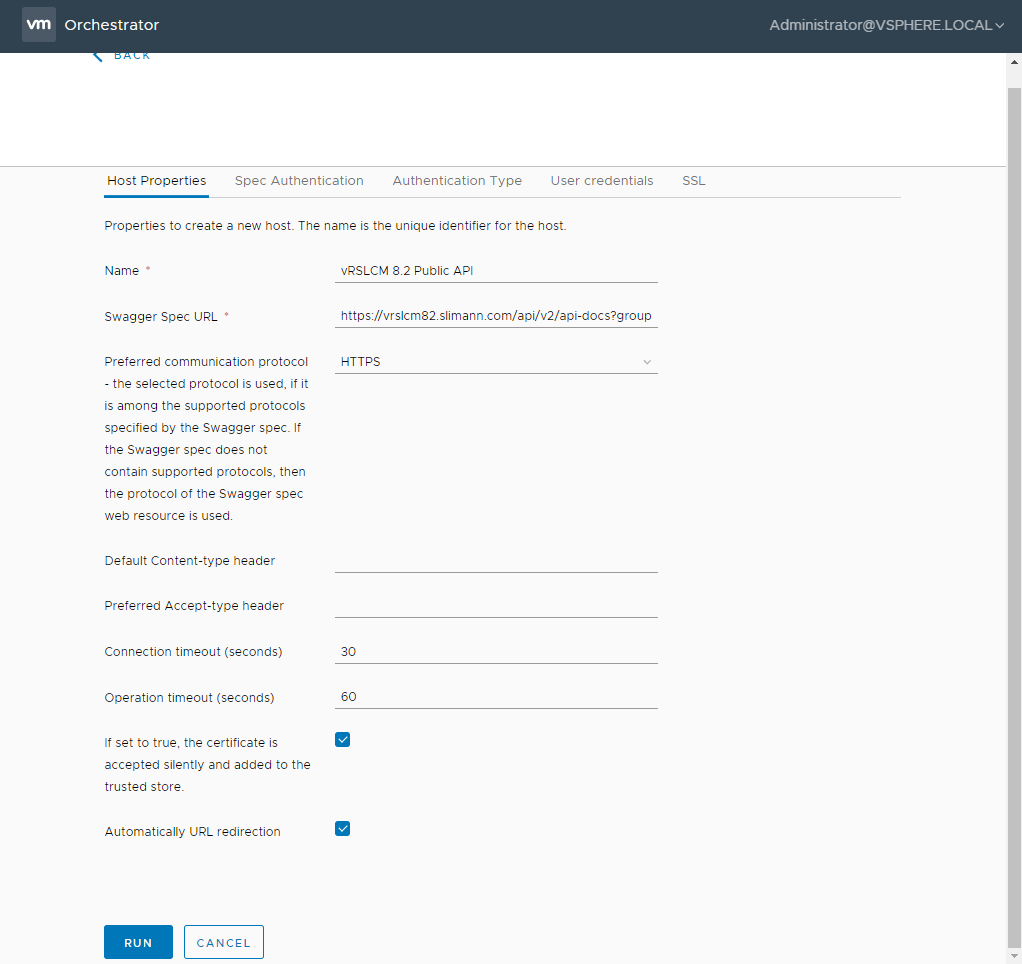 vm Orchestrator Administrator@VSPHERE.LOCAL
BACK
Host Properties Spec Authentication Authentication Type User credentials SSL
Properties to create a new host. The name is the unique identifier for the host.
Name * vRSLCM 8.2 Public API
Swagger Spec URL * https://vrslcm82.slimann.com/api/v2/api-docs?group
Preferred communication protocol HTTPS
- the selected protocol is used, if it
is among the supported protocols
specified by the Swagger spec. If
the Swagger spec does not
contain supported protocols, then
the protocol of the Swagger spec
web resource is used.
Default Content-type header
Preferred Accept-type header
Connection timeout (seconds) 30
Operation timeout (seconds) 60
If set to true, the certificate is
accepted silently and added to the
trusted store.
Automatically URL redirection
RUN CANCEL